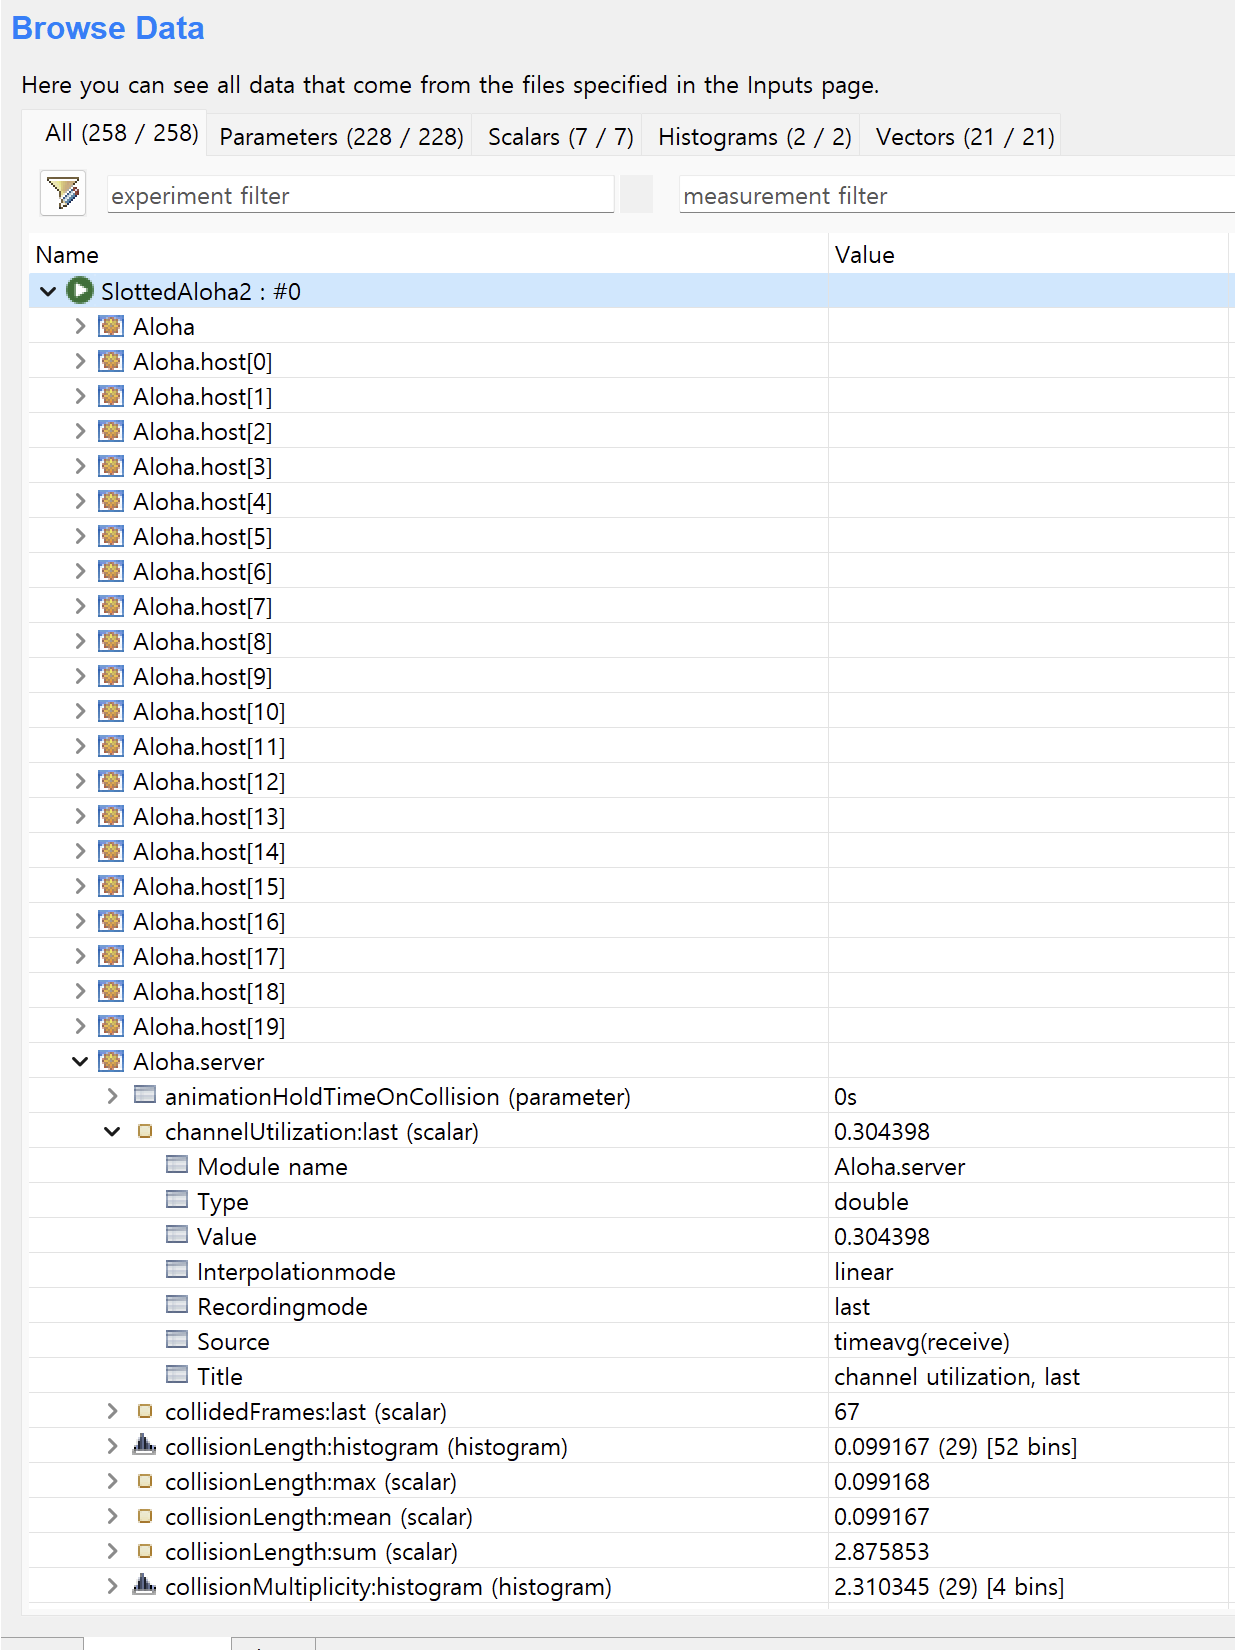 Browse Data
Here you can see all data that come from the files specified in the Inputs page.
All (258 / 258) Parameters (228 / 228) Scalars (7 / 7) Histograms (2 / 2) Vectors (21 / 21)
experiment filter measurement filter
Name Value
SlottedAloha2 : #0
Aloha
Aloha.host[0]
Aloha.host[1]
Aloha.host[2]
Aloha.host[3]
Aloha.host[4]
Aloha.host[5]
Aloha.host[6]
Aloha.host[7]
Aloha.host[8]
Aloha.host[9]
Aloha.host[10]
Aloha.host[11]
Aloha.host[12]
Aloha.host[13]
Aloha.host[14]
Aloha.host[15]
Aloha.host[16]
Aloha.host[17]
Aloha.host[18]
Aloha.host[19]
Aloha.server
animationHoldTimeOnCollision (parameter) 0s
channelUtilization:last (scalar) 0.304398
Module name Aloha.server
Type double
Value 0.304398
Interpolationmode linear
Recordingmode last
Source timeavg(receive)
Title channel utilization, last
collidedFrames:last (scalar) 67
collisionLength:histogram (histogram) 0.099167 (29) [52 bins]
collisionLength:max (scalar) 0.099168
collisionLength:mean (scalar) 0.099167
collisionLength:sum (scalar) 2.875853
collisionMultiplicity:histogram (histogram) 2.310345 (29) [4 bins]